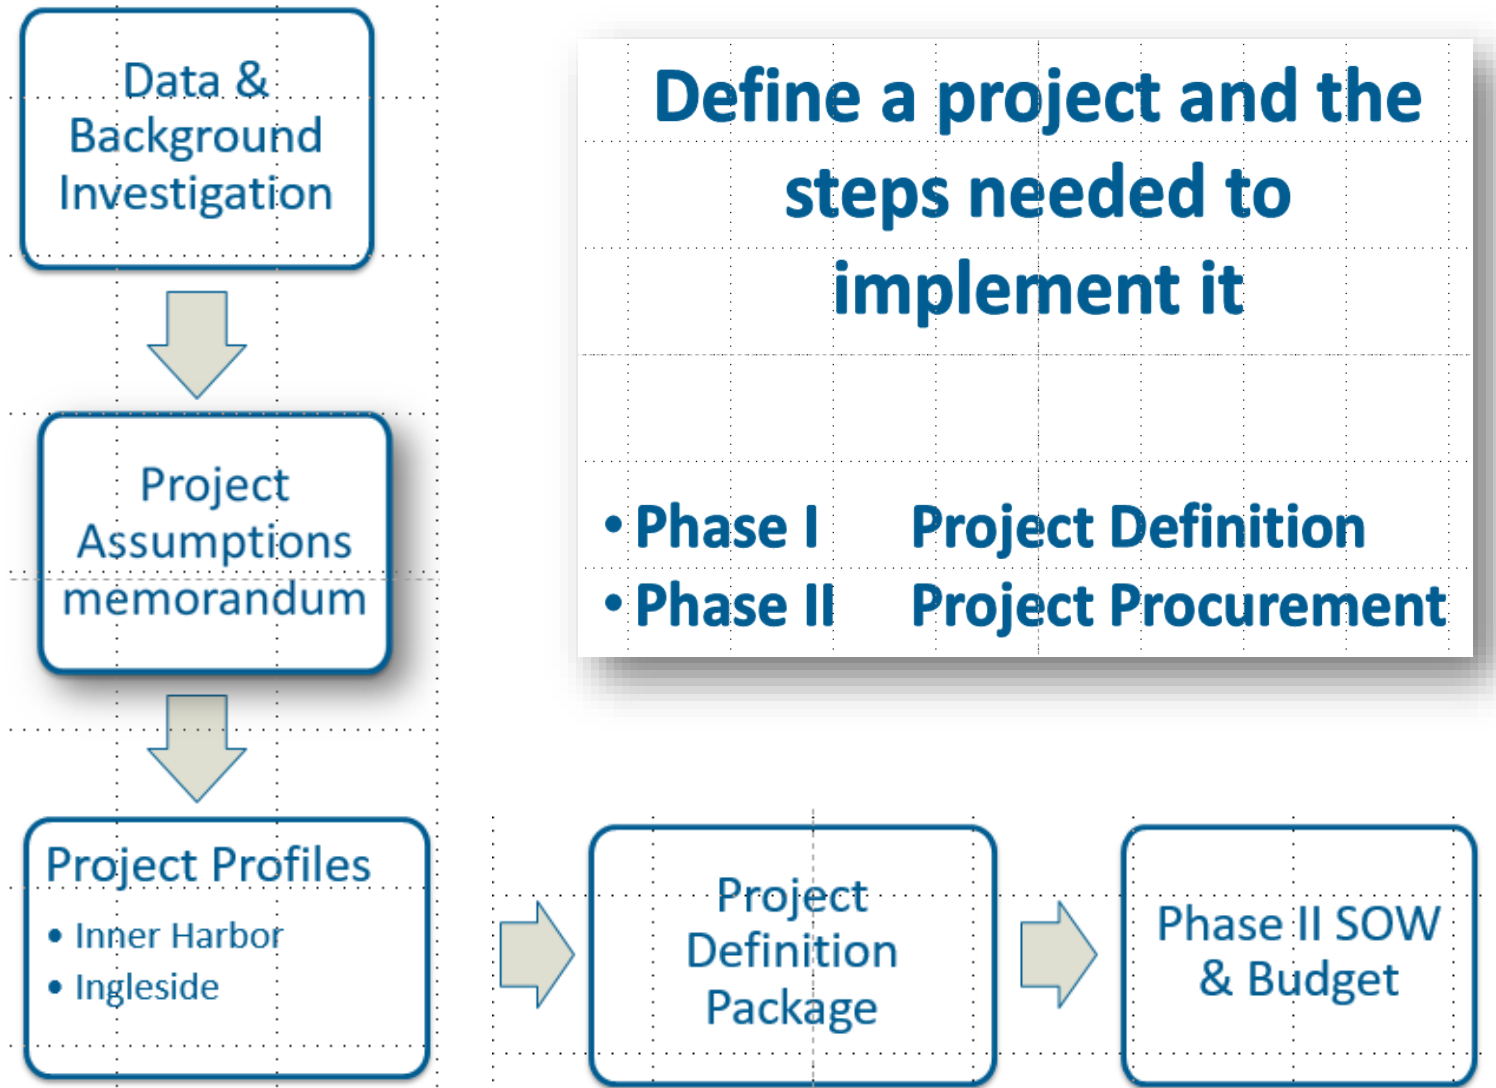 Data &
Background
Investigation
Define a project and the
steps needed to
implement it
• Phase I Project Definition
• Phase II Project Procurement
Project
Assumptions
memorandum
Project Profiles
• Inner Harbor
• Ingleside
Project
Definition
Package
Phase II SOW
& Budget